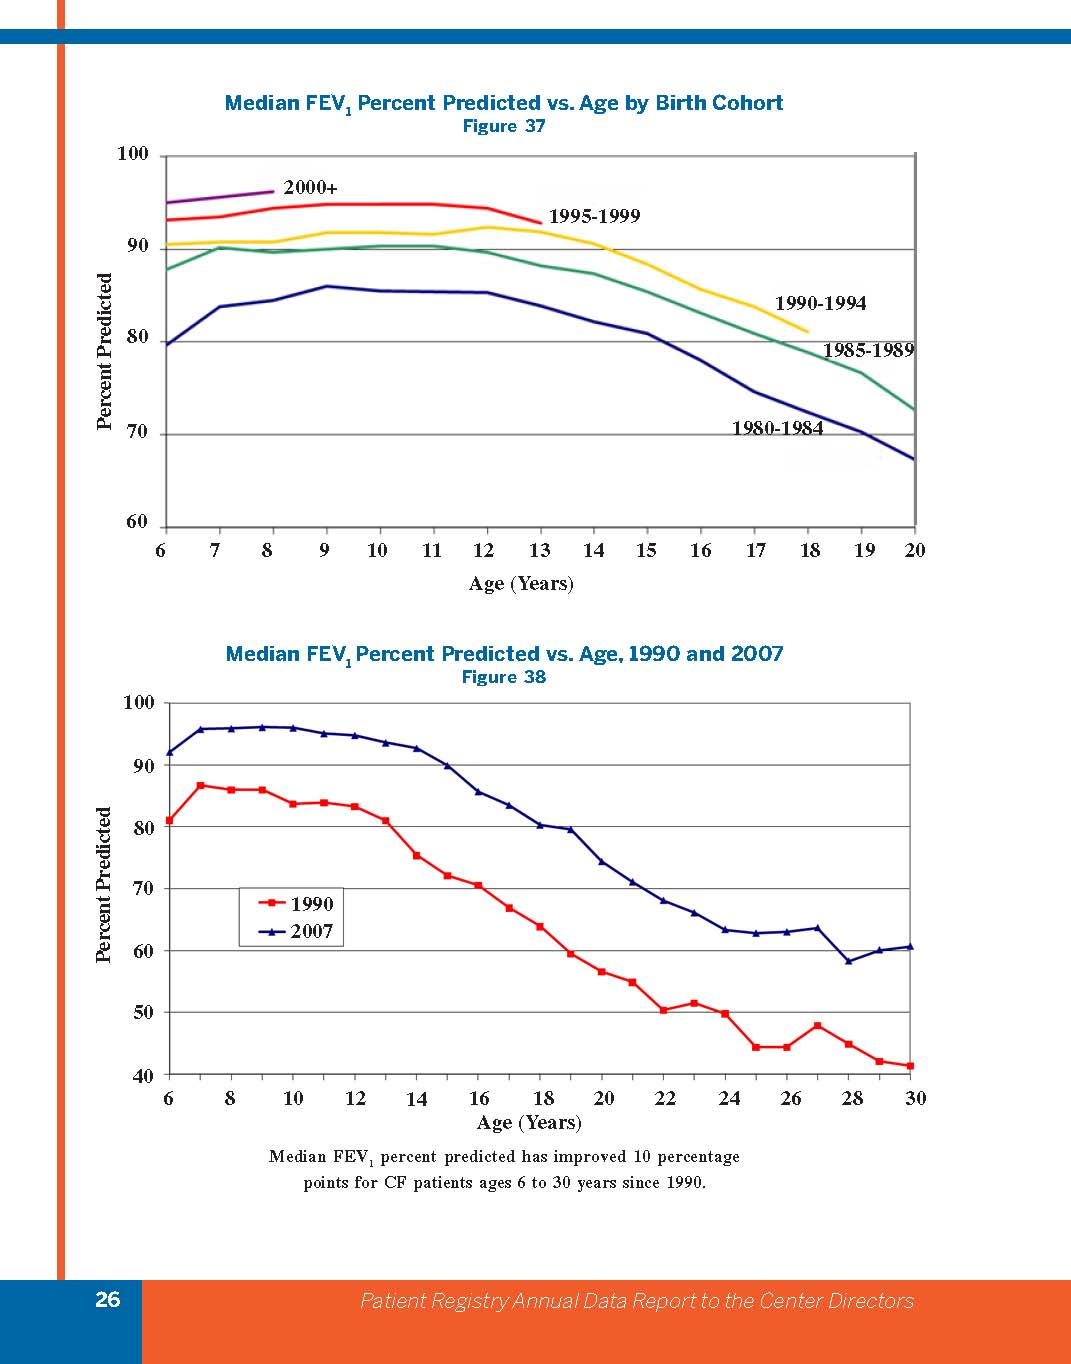 Median FEV1 Percent Predicted vs. Age by Birth Cohort
Figure 37
100
90
80
70
60
Percent Predicted
2000+
1995-1999
1990-1994
1985-1989
1980-1984
6 7 8 9 10 11 12 13 14 15 16 17 18 19 20
Age (Years)
Median FEV1 Percent Predicted vs. Age, 1990 and 2007
Figure 38
100
90
80
70
60
50
40
Percent Predicted
1990
2007
6 8 10 12 14 16 18 20 22 24 26 28 30
Age (Years)
Median FEV1 percent predicted has improved 10 percentage
points for CF patients ages 6 to 30 years since 1990.
26 Patient Registry Annual Data Report to the Center Directors